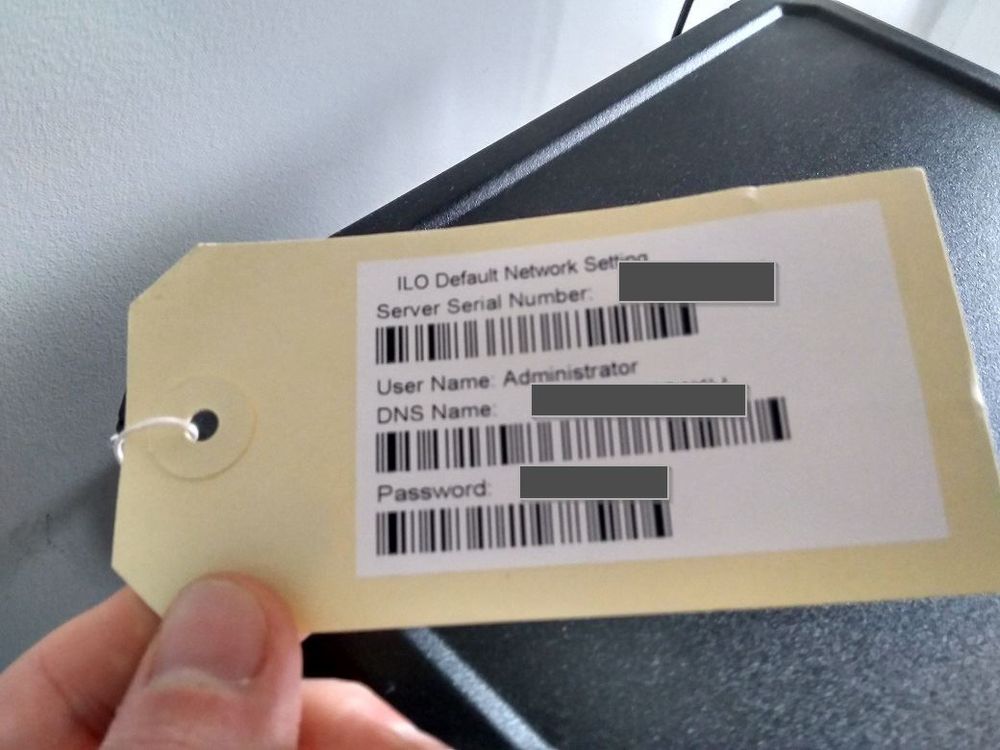 ILO Default Network Setting
Server Serial Number:
User Name: Administrator
DNS Name:
Password: